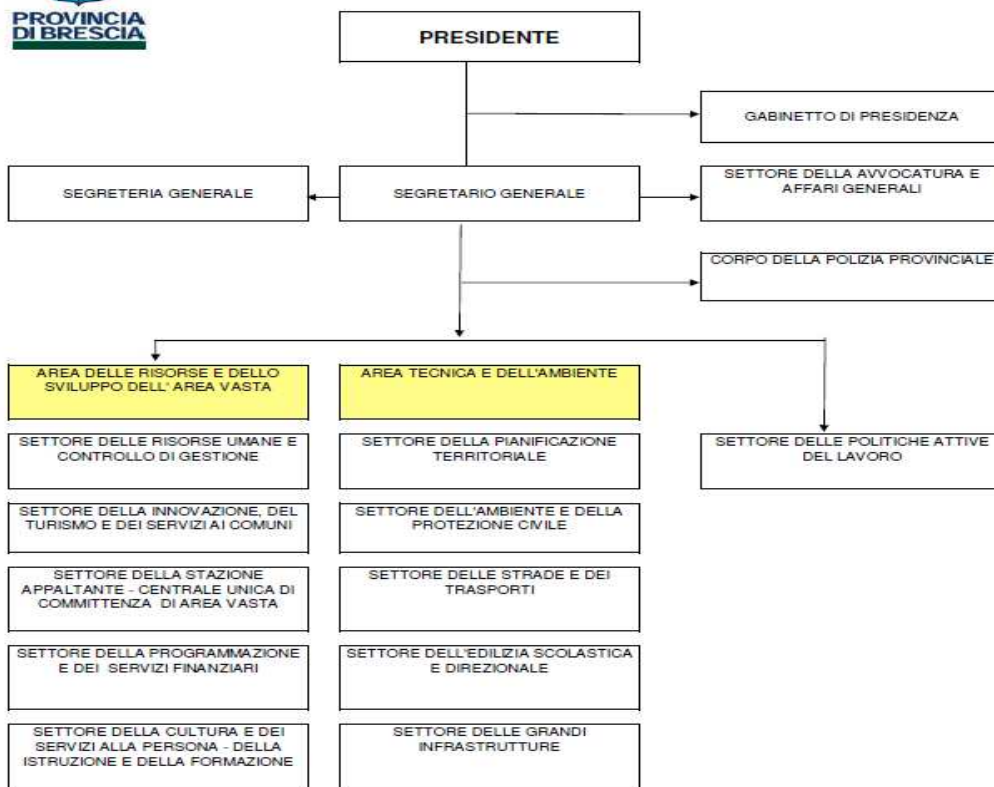 PROVINCIA
DI BRESCIA
PRESIDENTE
GABINETTO DI PRESIDENZA
SEGRETERIA GENERALE
SEGRETARIO GENERALE
SETTORE DELLA AVVOCATURA E
AFFARI GENERALI
CORPO DELLA POLIZIA PROVINCIALE
AREA DELLE RISORSE E DELLO
SVILUPPO DELL' AREA VASTA
SETTORE DELLE RISORSE UMANE E
CONTROLLO DI GESTIONE
SETTORE DELLA INNOVAZIONE, DEL
TURISMO E DEI SERVIZI AI COMUNI
SETTORE DELLA STAZIONE
APPALTANTE - CENTRALE UNICA DI
COMMITTENZA DI AREA VASTA
SETTORE DELLA PROGRAMMAZIONE
E DEI SERVIZI FINANZIARI
SETTORE DELLA CULTURA E DEI
SERVIZI ALLA PERSONA - DELLA
ISTRUZIONE E DELLA FORMAZIONE
AREA TECNICA E DELL'AMBIENTE
SETTORE DELLA PIANIFICAZIONE
TERRITORIALE
SETTORE DELL'AMBIENTE E DELLA
PROTEZIONE CIVILE
SETTORE DELLE STRADE E DEI
TRASPORTI
SETTORE DELL'EDILIZIA SCOLASTICA
E DIREZIONALE
SETTORE DELLE GRANDI
INFRASTRUTTURE
SETTORE DELLE POLITICHE ATTIVE
DEL LAVORO